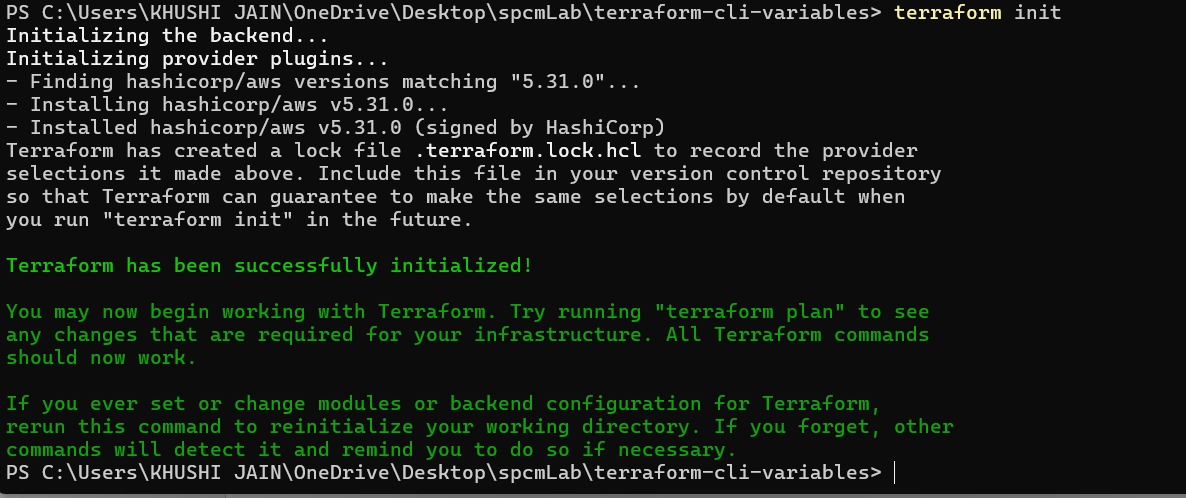 PS C:\Users\KHUSHI JAIN\OneDrive\Desktop\spcmLab\terraform-cli-variables> terraform init
Initializing the backend...
Initializing provider plugins...
- Finding hashicorp/aws versions matching "5.31.0"...
- Installing hashicorp/aws v5.31.0...
- Installed hashicorp/aws v5.31.0 (signed by HashiCorp)
Terraform has created a lock file .terraform.lock.hcl to record the provider
selections it made above. Include this file in your version control repository
so that Terraform can guarantee to make the same selections by default when
you run "terraform init" in the future.

Terraform has been successfully initialized!

You may now begin working with Terraform. Try running "terraform plan" to see
any changes that are required for your infrastructure. All Terraform commands
should now work.

If you ever set or change modules or backend configuration for Terraform,
rerun this command to reinitialize your working directory. If you forget, other
commands will detect it and remind you to do so if necessary.
PS C:\Users\KHUSHI JAIN\OneDrive\Desktop\spcmLab\terraform-cli-variables>